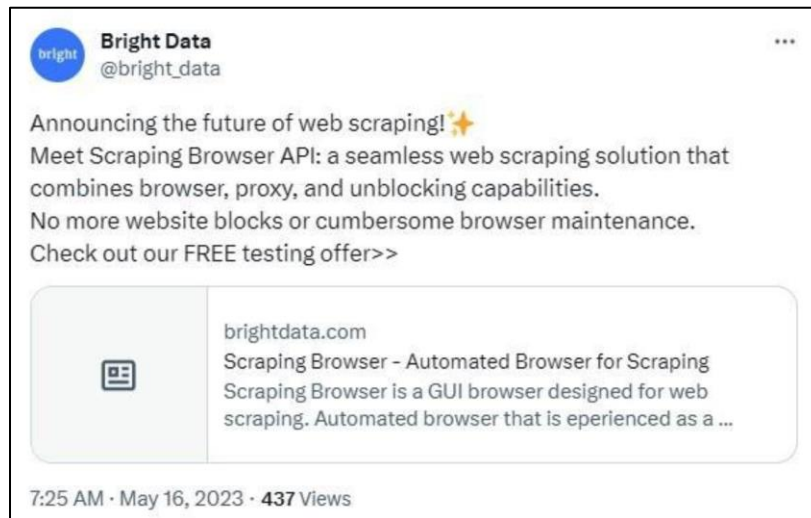 bright
Bright Data
@bright_data
Announcing the future of web scraping!✨
Meet Scraping Browser API: a seamless web scraping solution that
combines browser, proxy, and unblocking capabilities.
No more website blocks or cumbersome browser maintenance.
Check out our FREE testing offer>>
brightdata.com
Scraping Browser - Automated Browser for Scraping
Scraping Browser is a GUI browser designed for web
scraping. Automated browser that is eperienced as a ...
7:25 AM · May 16, 2023 · 437 Views